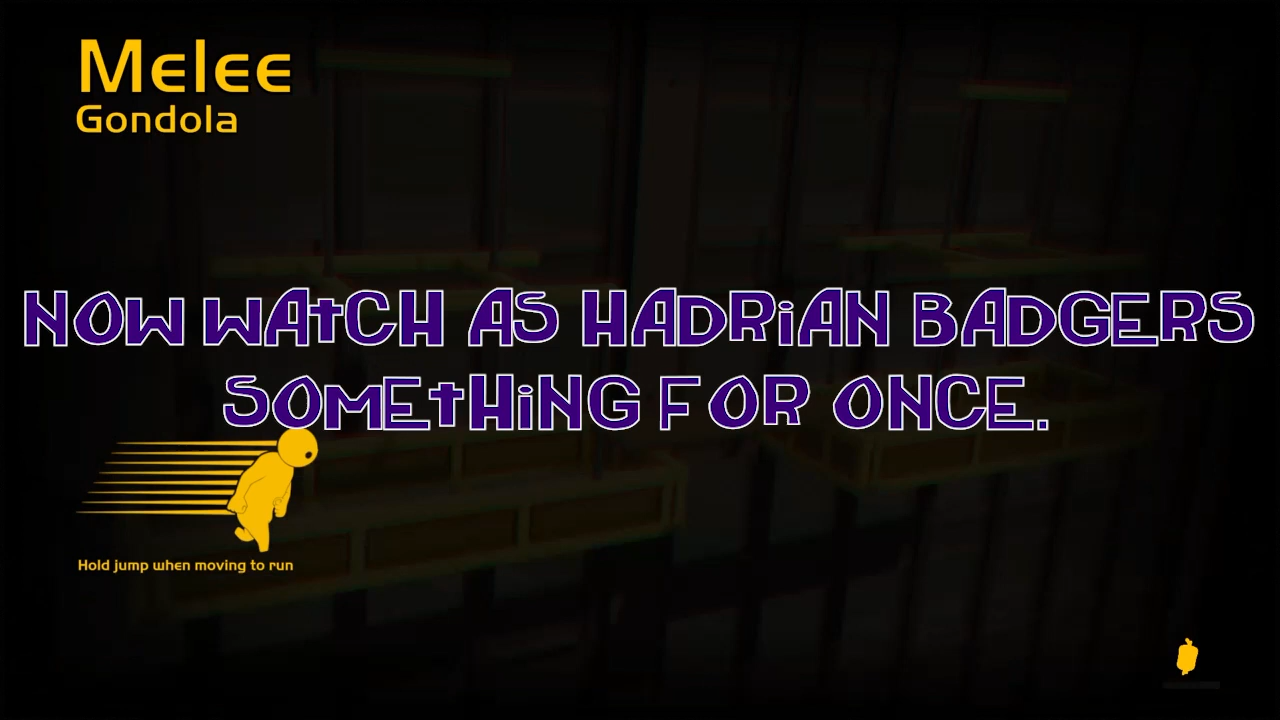 Melee
Gondola
NOW WATCH AS HADRiAN BADGERS
SOMETHiNG FOR ONCE.
Hold jump when moving to run